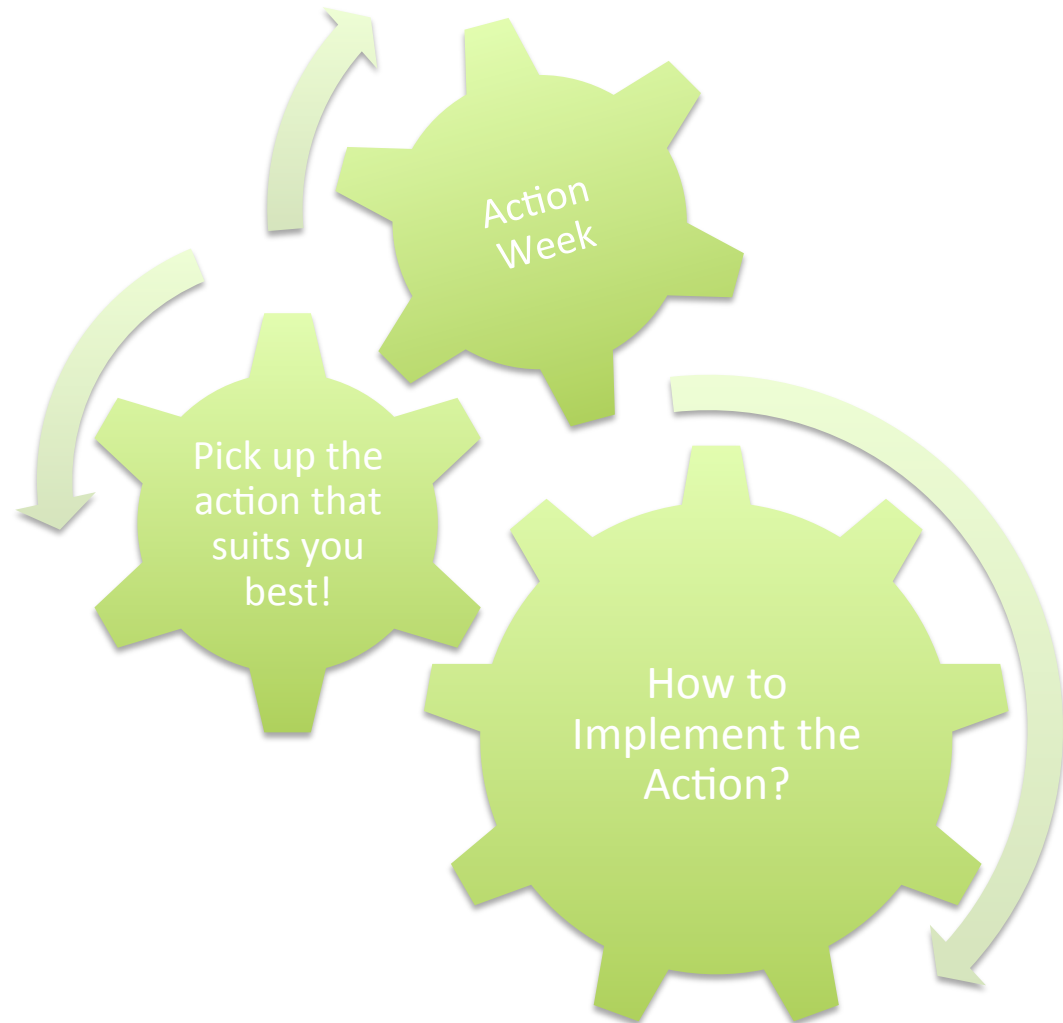 Action
Week
Pick up the
action that
suits you
best!
How to
Implement the
Action?